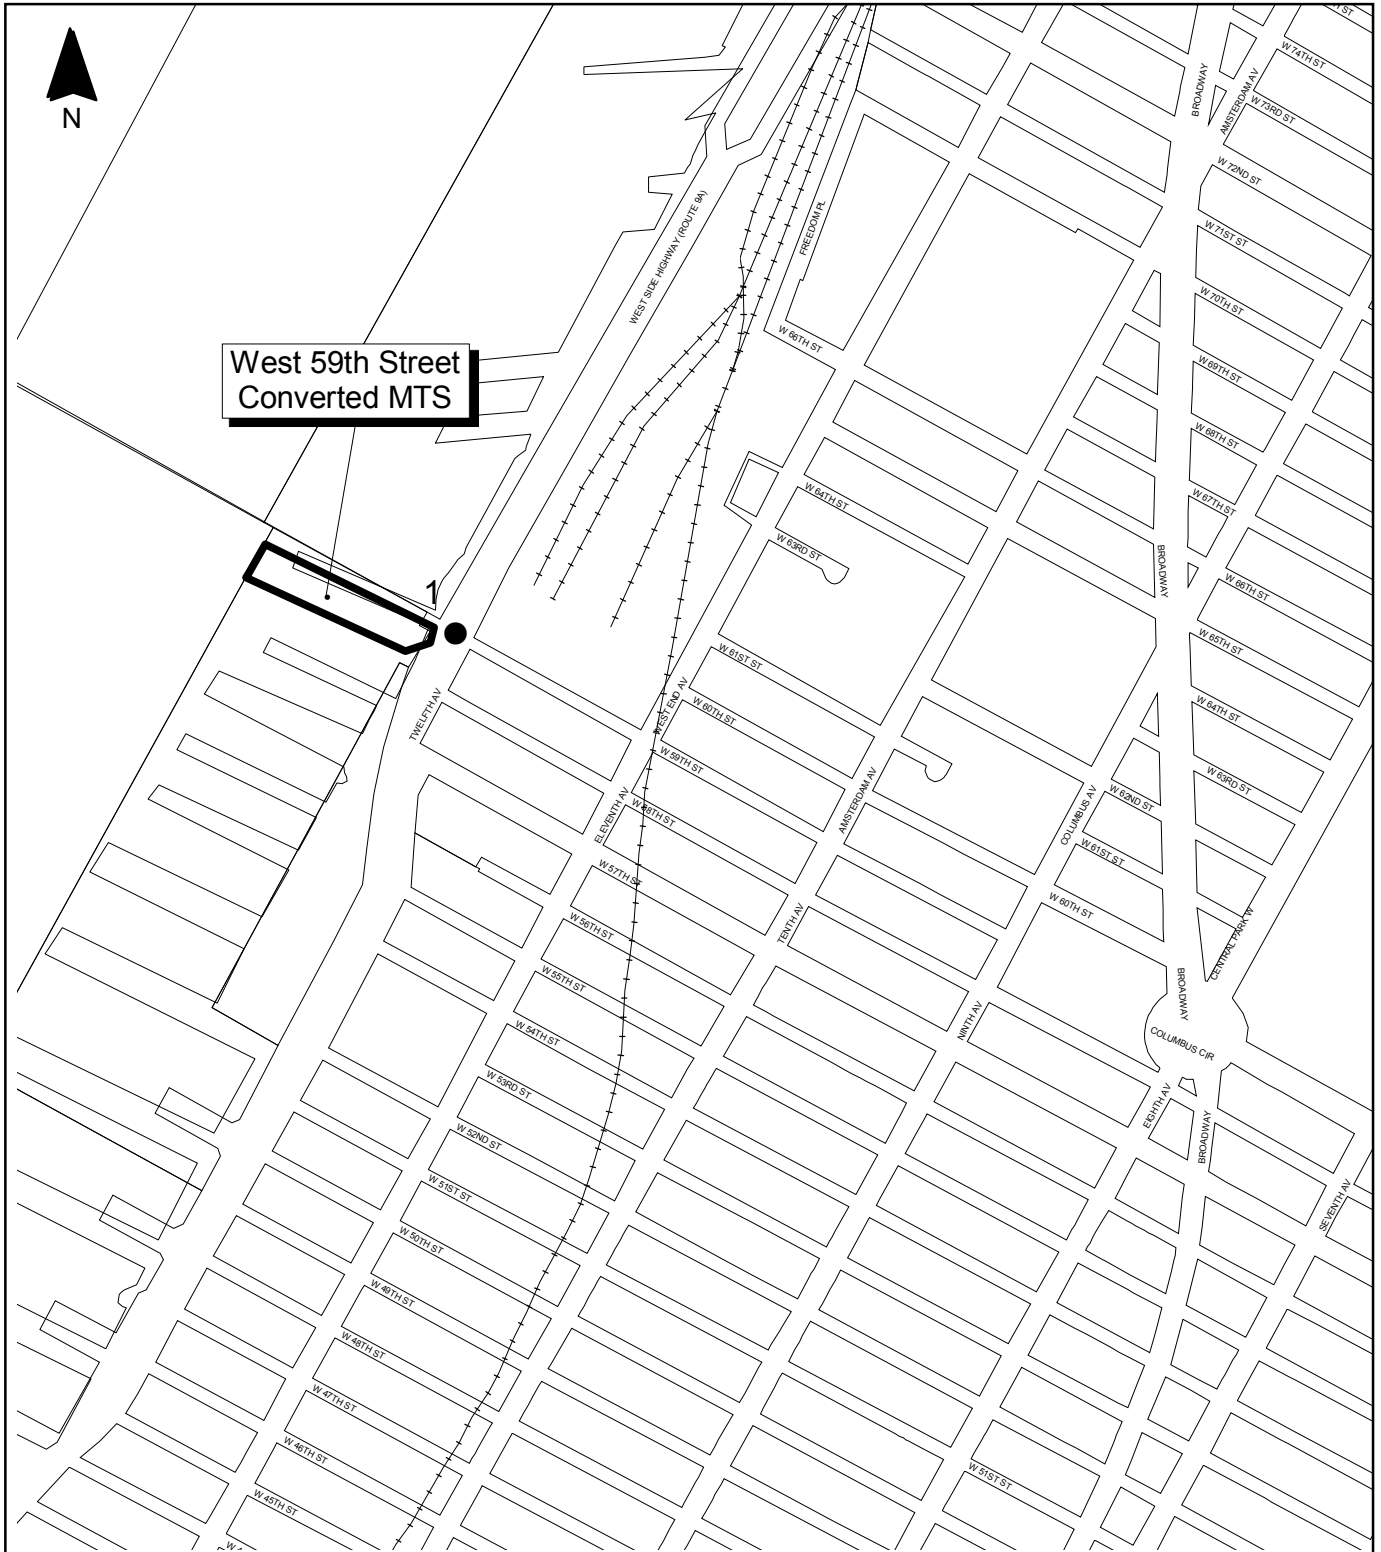 N
West 59th Street
Converted MTS
1
W 74TH ST
BROADWAY
AMSTERDAM AV
W 73RD ST
W 72ND ST
WEST SIDE HIGHWAY (ROUTE 9A)
FREEDOM PL
W 71ST ST
W 70TH ST
W 66TH ST
W 69TH ST
W 68TH ST
W 64TH ST
W 67TH ST
W 63RD ST
BROADWAY
W 66TH ST
W 65TH ST
W 61ST ST
TWELFTH AV
WEST END AV
W 60TH ST
W 64TH ST
W 59TH ST
W 63RD ST
ELEVENTH AV
W 58TH ST
AMSTERDAM AV
COLUMBUS AV
W 62ND ST
W 61ST ST
W 57TH ST
W 60TH ST
W 56TH ST
TENTH AV
CENTRAL PARK W
W 55TH ST
BROADWAY
W 54TH ST
NINTH AV
COLUMBUS CIR
W 53RD ST
EIGHTH AV
W 52ND ST
BROADWAY
W 51ST ST
SEVENTH AV
W 50TH ST
W 49TH ST
W 48TH ST
W 47TH ST
W 46TH ST
W 51ST ST
W 45TH ST